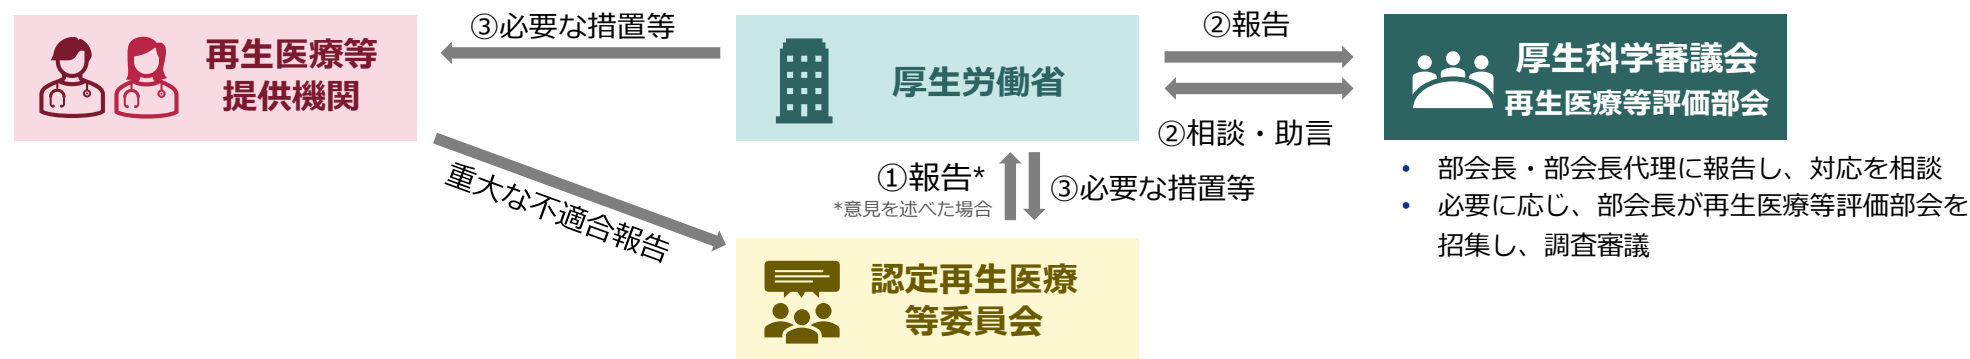 ③必要な措置等
②報告
再生医療等
提供機関
厚生労働省
厚生科学審議会
再生医療等評価部会
②相談・助言
重大な不適合報告
①報告*
*意見を述べた場合
③必要な措置等
• 部会長・部会長代理に報告し、対応を相談
• 必要に応じ、部会長が再生医療等評価部会を
招集し、調査審議
認定再生医療
等委員会